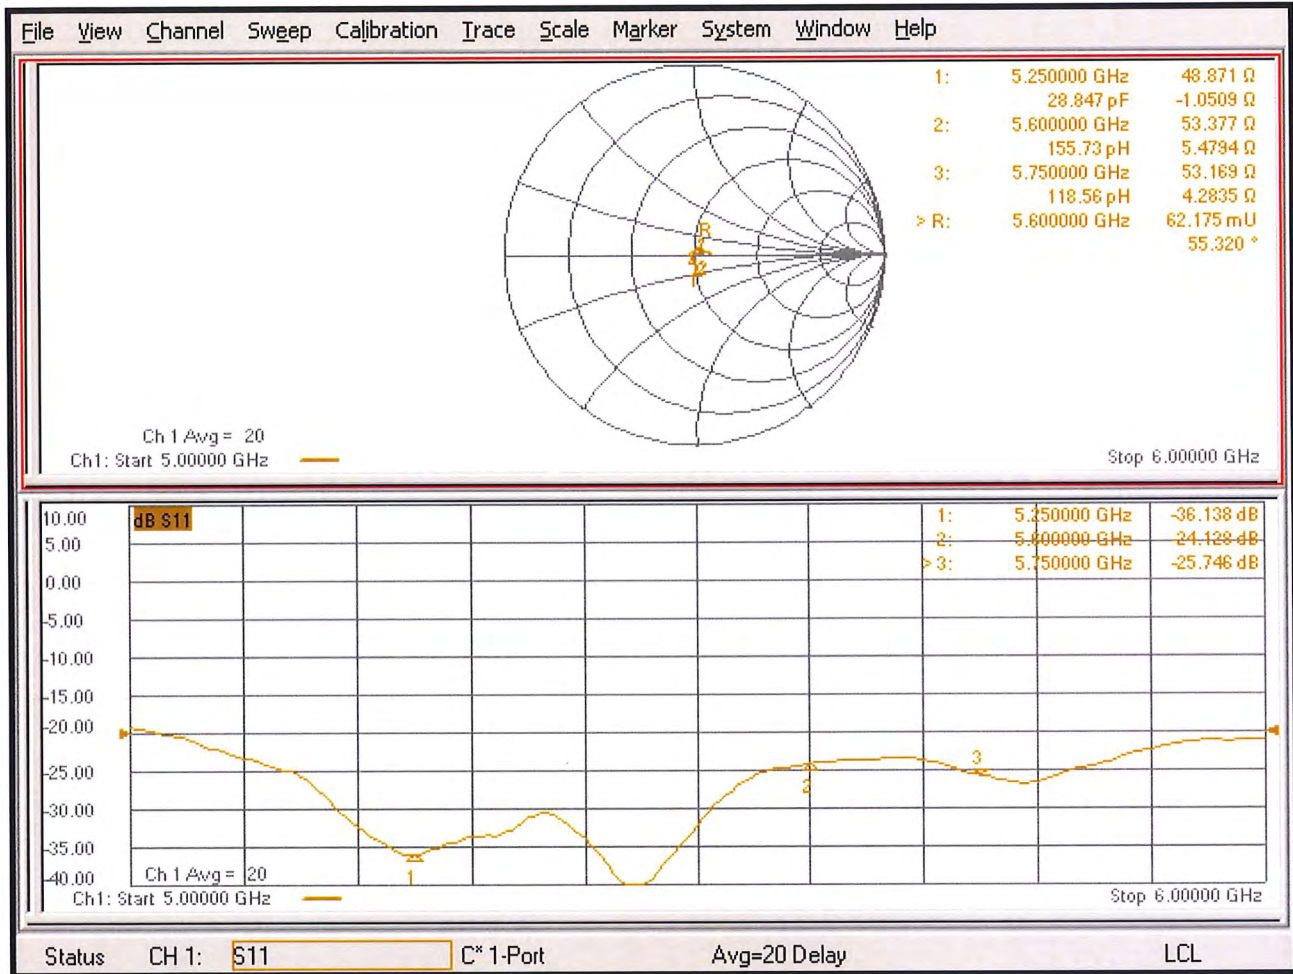 File View Channel Sweep Calibration Trace Scale Marker System Window Help
1: 5.250000 GHz 48.871 Ω
28.847 pF -1.0509 Ω
2: 5.600000 GHz 53.377 Ω
155.73 pH 5.4794 Ω
3: 5.750000 GHz 53.169 Ω
118.56 pH 4.2835 Ω
> R: 5.600000 GHz 62.175 mU
55.320 °
R
Ch 1 Avg = 20
Ch1: Start 5.00000 GHz Stop 6.00000 GHz
10.00 dB S11 1: 5.250000 GHz -36.138 dB
5.00 2: 5.600000 GHz -24.128 dB
0.00 > 3: 5.750000 GHz -25.746 dB
-5.00
-10.00
-15.00
-20.00
-25.00 3
2
-30.00
-35.00
-40.00 Ch 1 Avg = 20 1
Ch1: Start 5.00000 GHz Stop 6.00000 GHz
Status CH 1: S11 C* 1-Port Avg=20 Delay LCL